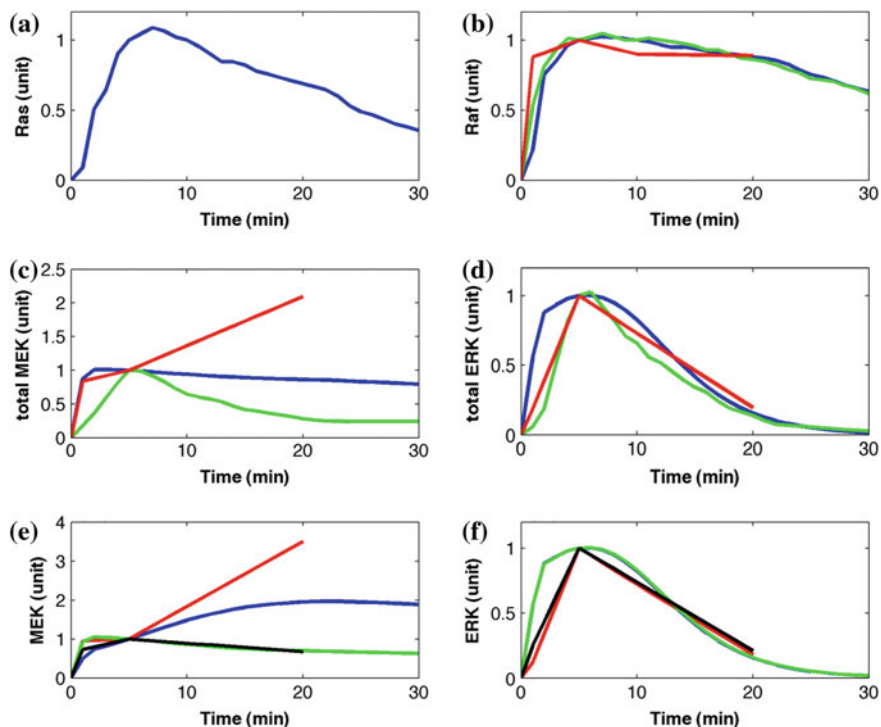 (a)
Ras (unit)
1
0.5
0
0 10 20 30
Time (min)
(b)
Raf (unit)
1
0.5
0
0 10 20 30
Time (min)
(c)
total MEK (unit)
2.5
2
1.5
1
0.5
0
0 10 20 30
Time (min)
(d)
total ERK (unit)
1
0.5
0
0 10 20 30
Time (min)
(e)
MEK (unit)
4
3
2
1
0
0 10 20 30
Time (min)
(f)
ERK (unit)
1
0.5
0
0 10 20 30
Time (min)